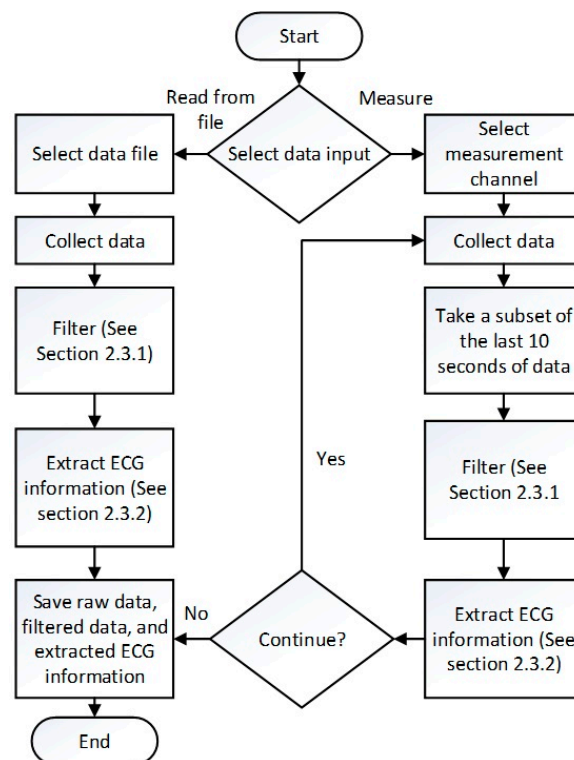 Start
Read from
file
Measure
Select data input
Select data file
Select
measurement
channel
Collect data
Collect data
Filter (See
Section 2.3.1)
Take a subset of
the last 10
seconds of data
Extract ECG
information (See
section 2.3.2)
Yes
Filter (See
Section 2.3.1
Save raw data,
filtered data, and
extracted ECG
information
No
Continue?
Extract ECG
information (See
section 2.3.2)
End